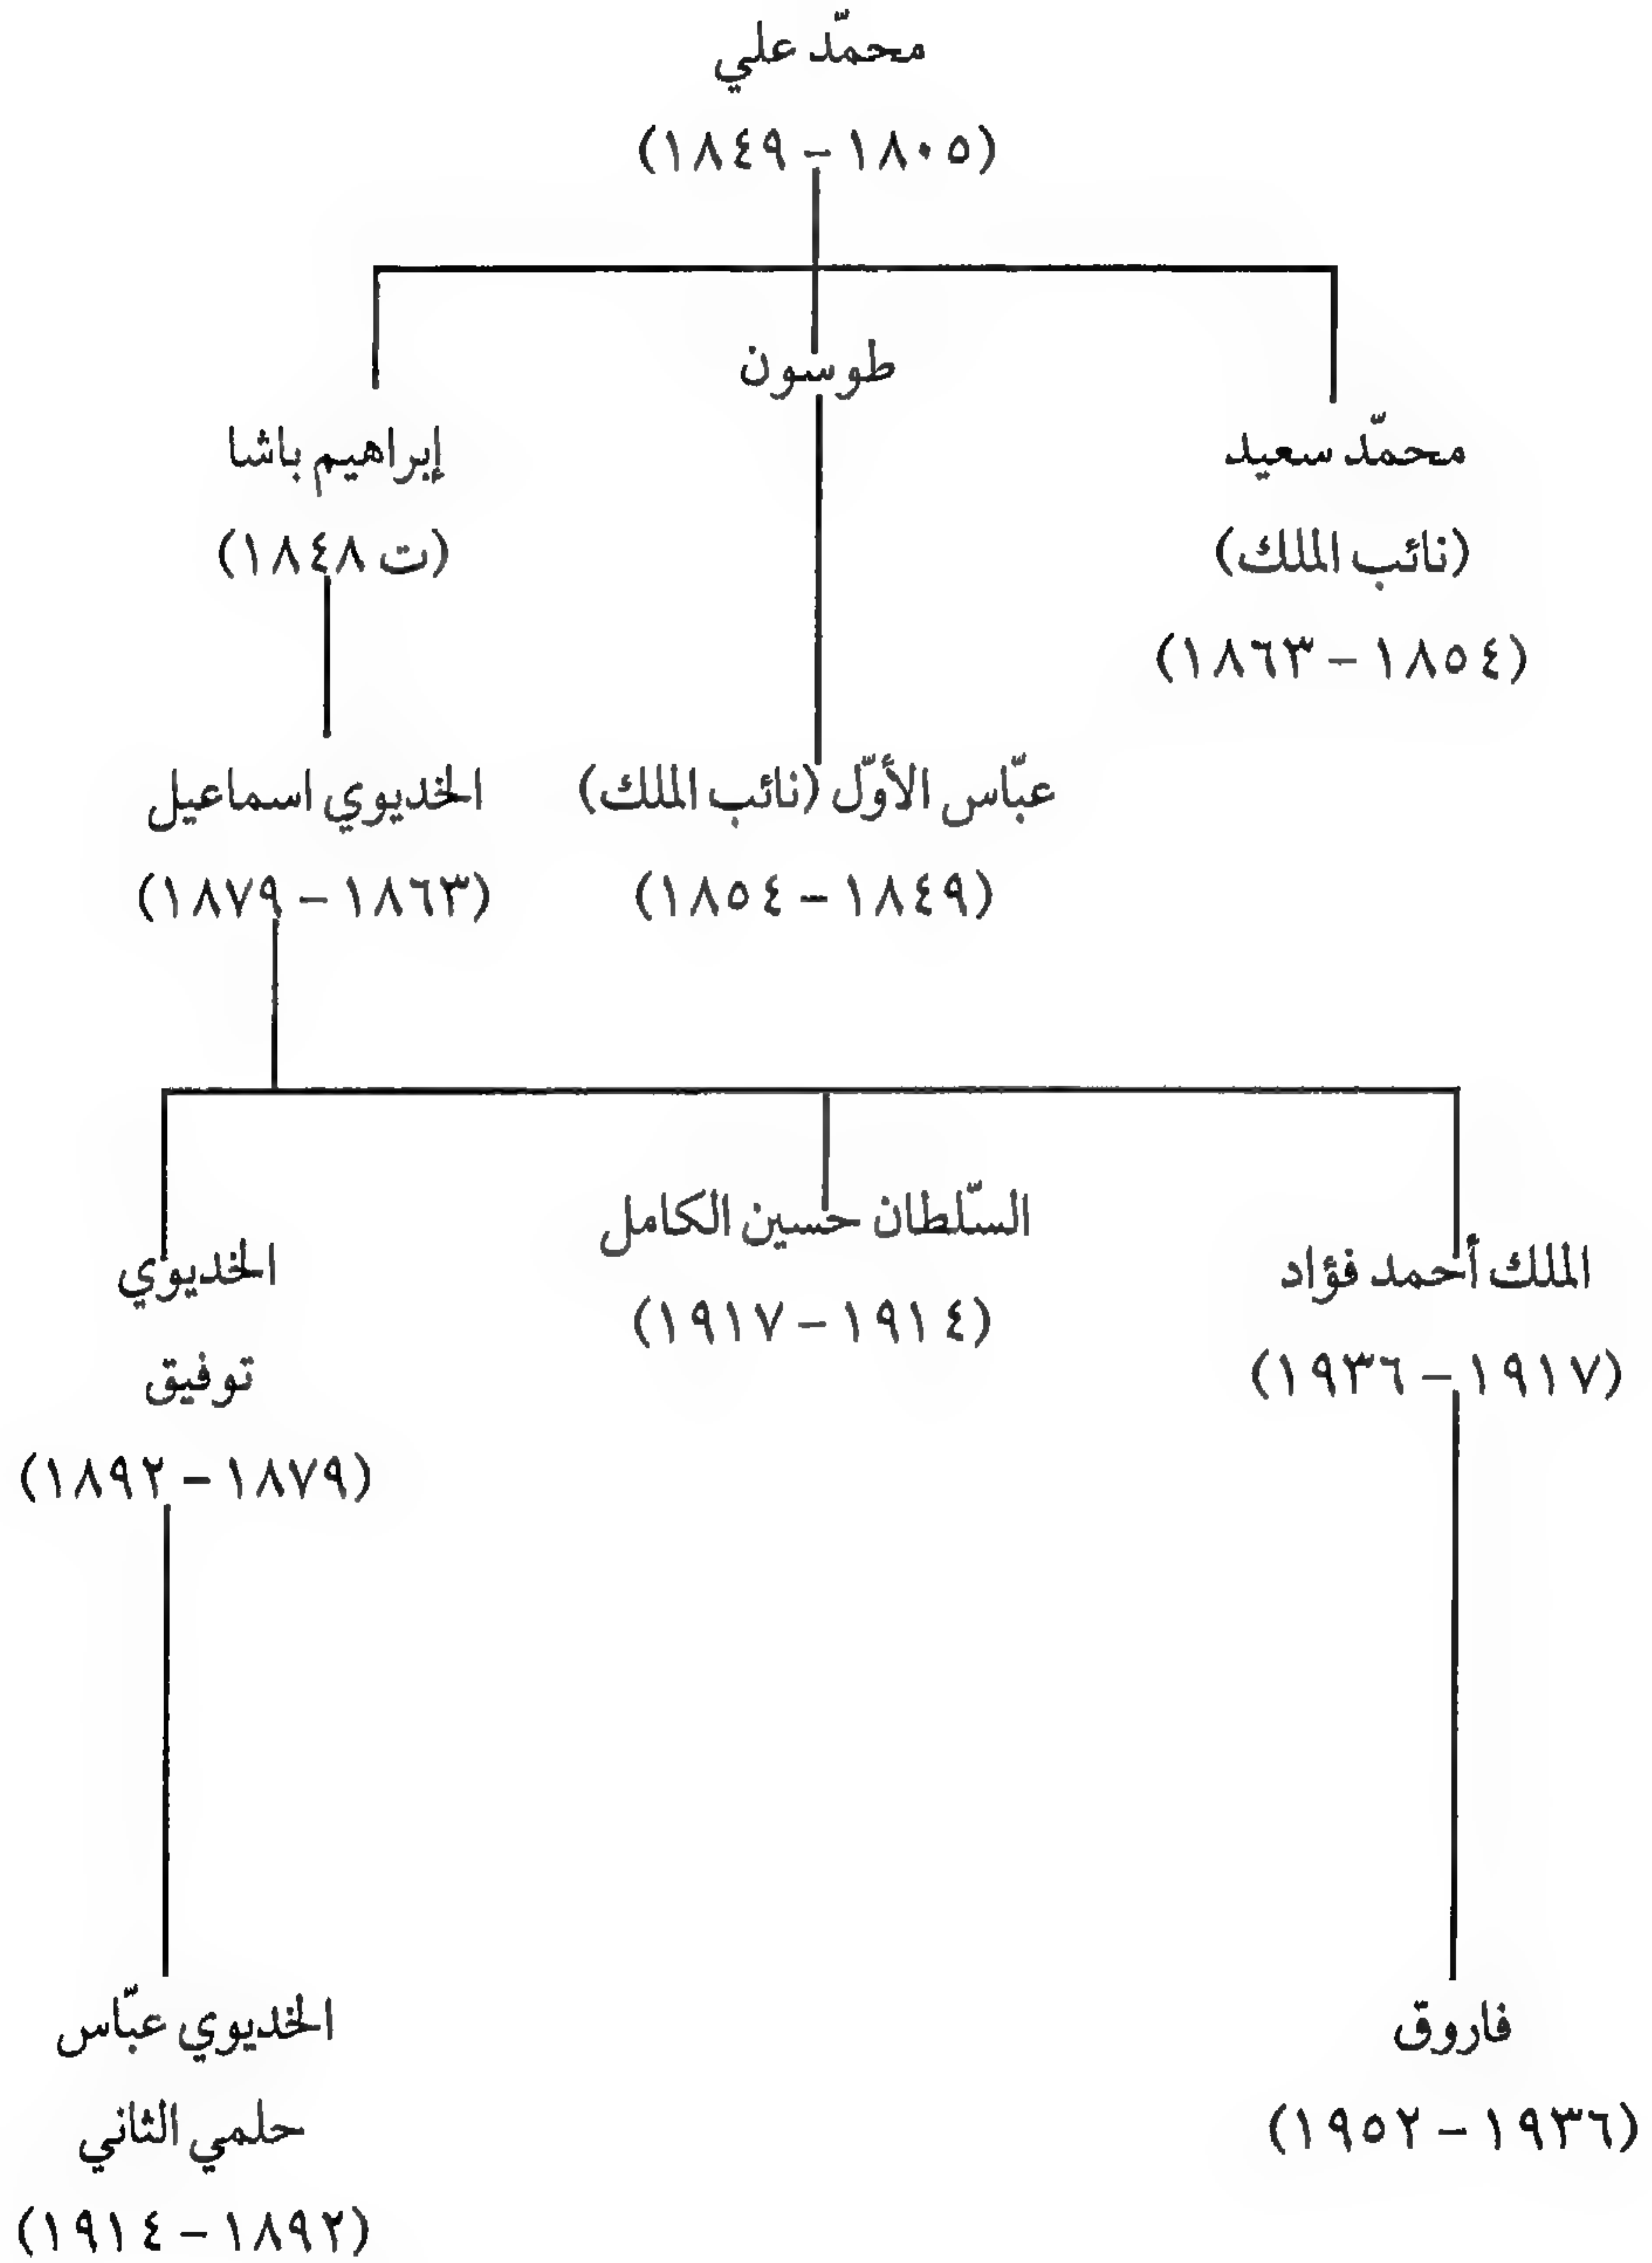 محمّد علي
(١٨٠٥ – ١٨٤٩)
طوسون
محمّد سعيد
(نائب الملك)
(١٨٥٤ – ١٨٦٣)
إبراهيم باشا
(ت ١٨٤٨)
عبّاس الأوّل (نائب الملك)
(١٨٤٩ – ١٨٥٤)
الخديوي اسماعيل
(١٨٦٣ – ١٨٧٩)
الملك أحمد فؤاد
(١٩١٧ – ١٩٣٦)
السّلطان حسين الكامل
(١٩١٤ – ١٩١٧)
الخديوي
توفيق
(١٨٧٩ – ١٨٩٢)
فاروق
(١٩٣٦ – ١٩٥٢)
الخديوي عبّاس
حلمي الثاني
(١٨٩٢ – ١٩١٤)